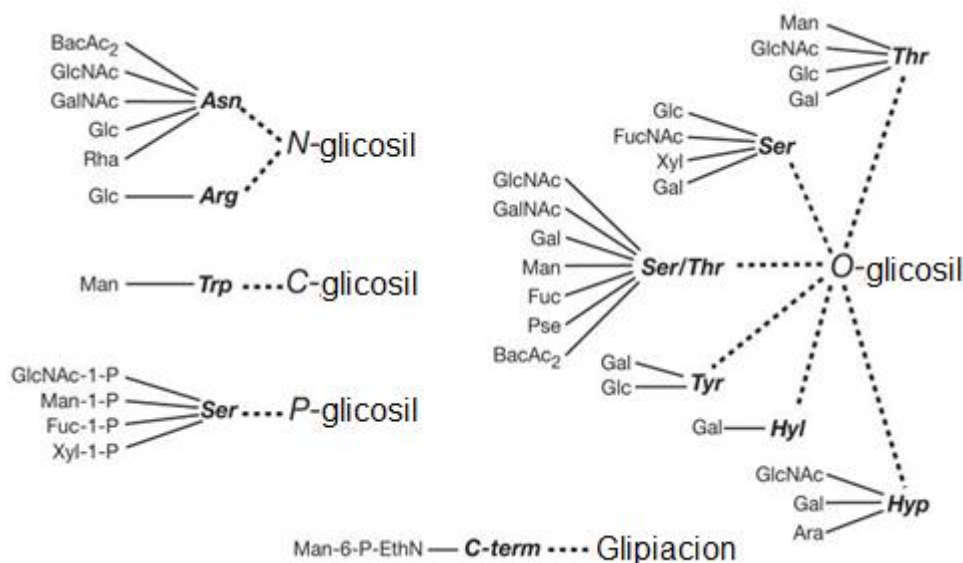 BacAc2
GlcNAc
GalNAc
Glc
Rha
Asn
Glc
Arg
N-glicosil
Man
Trp
C-glicosil
GlcNAc-1-P
Man-1-P
Fuc-1-P
Xyl-1-P
Ser
P-glicosil
Man
GlcNAc
Glc
Gal
Thr
Glc
FucNAc
Xyl
Gal
Ser
GlcNAc
GalNAc
Gal
Man
Fuc
Pse
BacAc2
Ser/Thr
O-glicosil
Gal
Glc
Tyr
Gal
Hyl
GlcNAc
Gal
Ara
Hyp
Man-6-P-EthN
C-term
Glipiacion